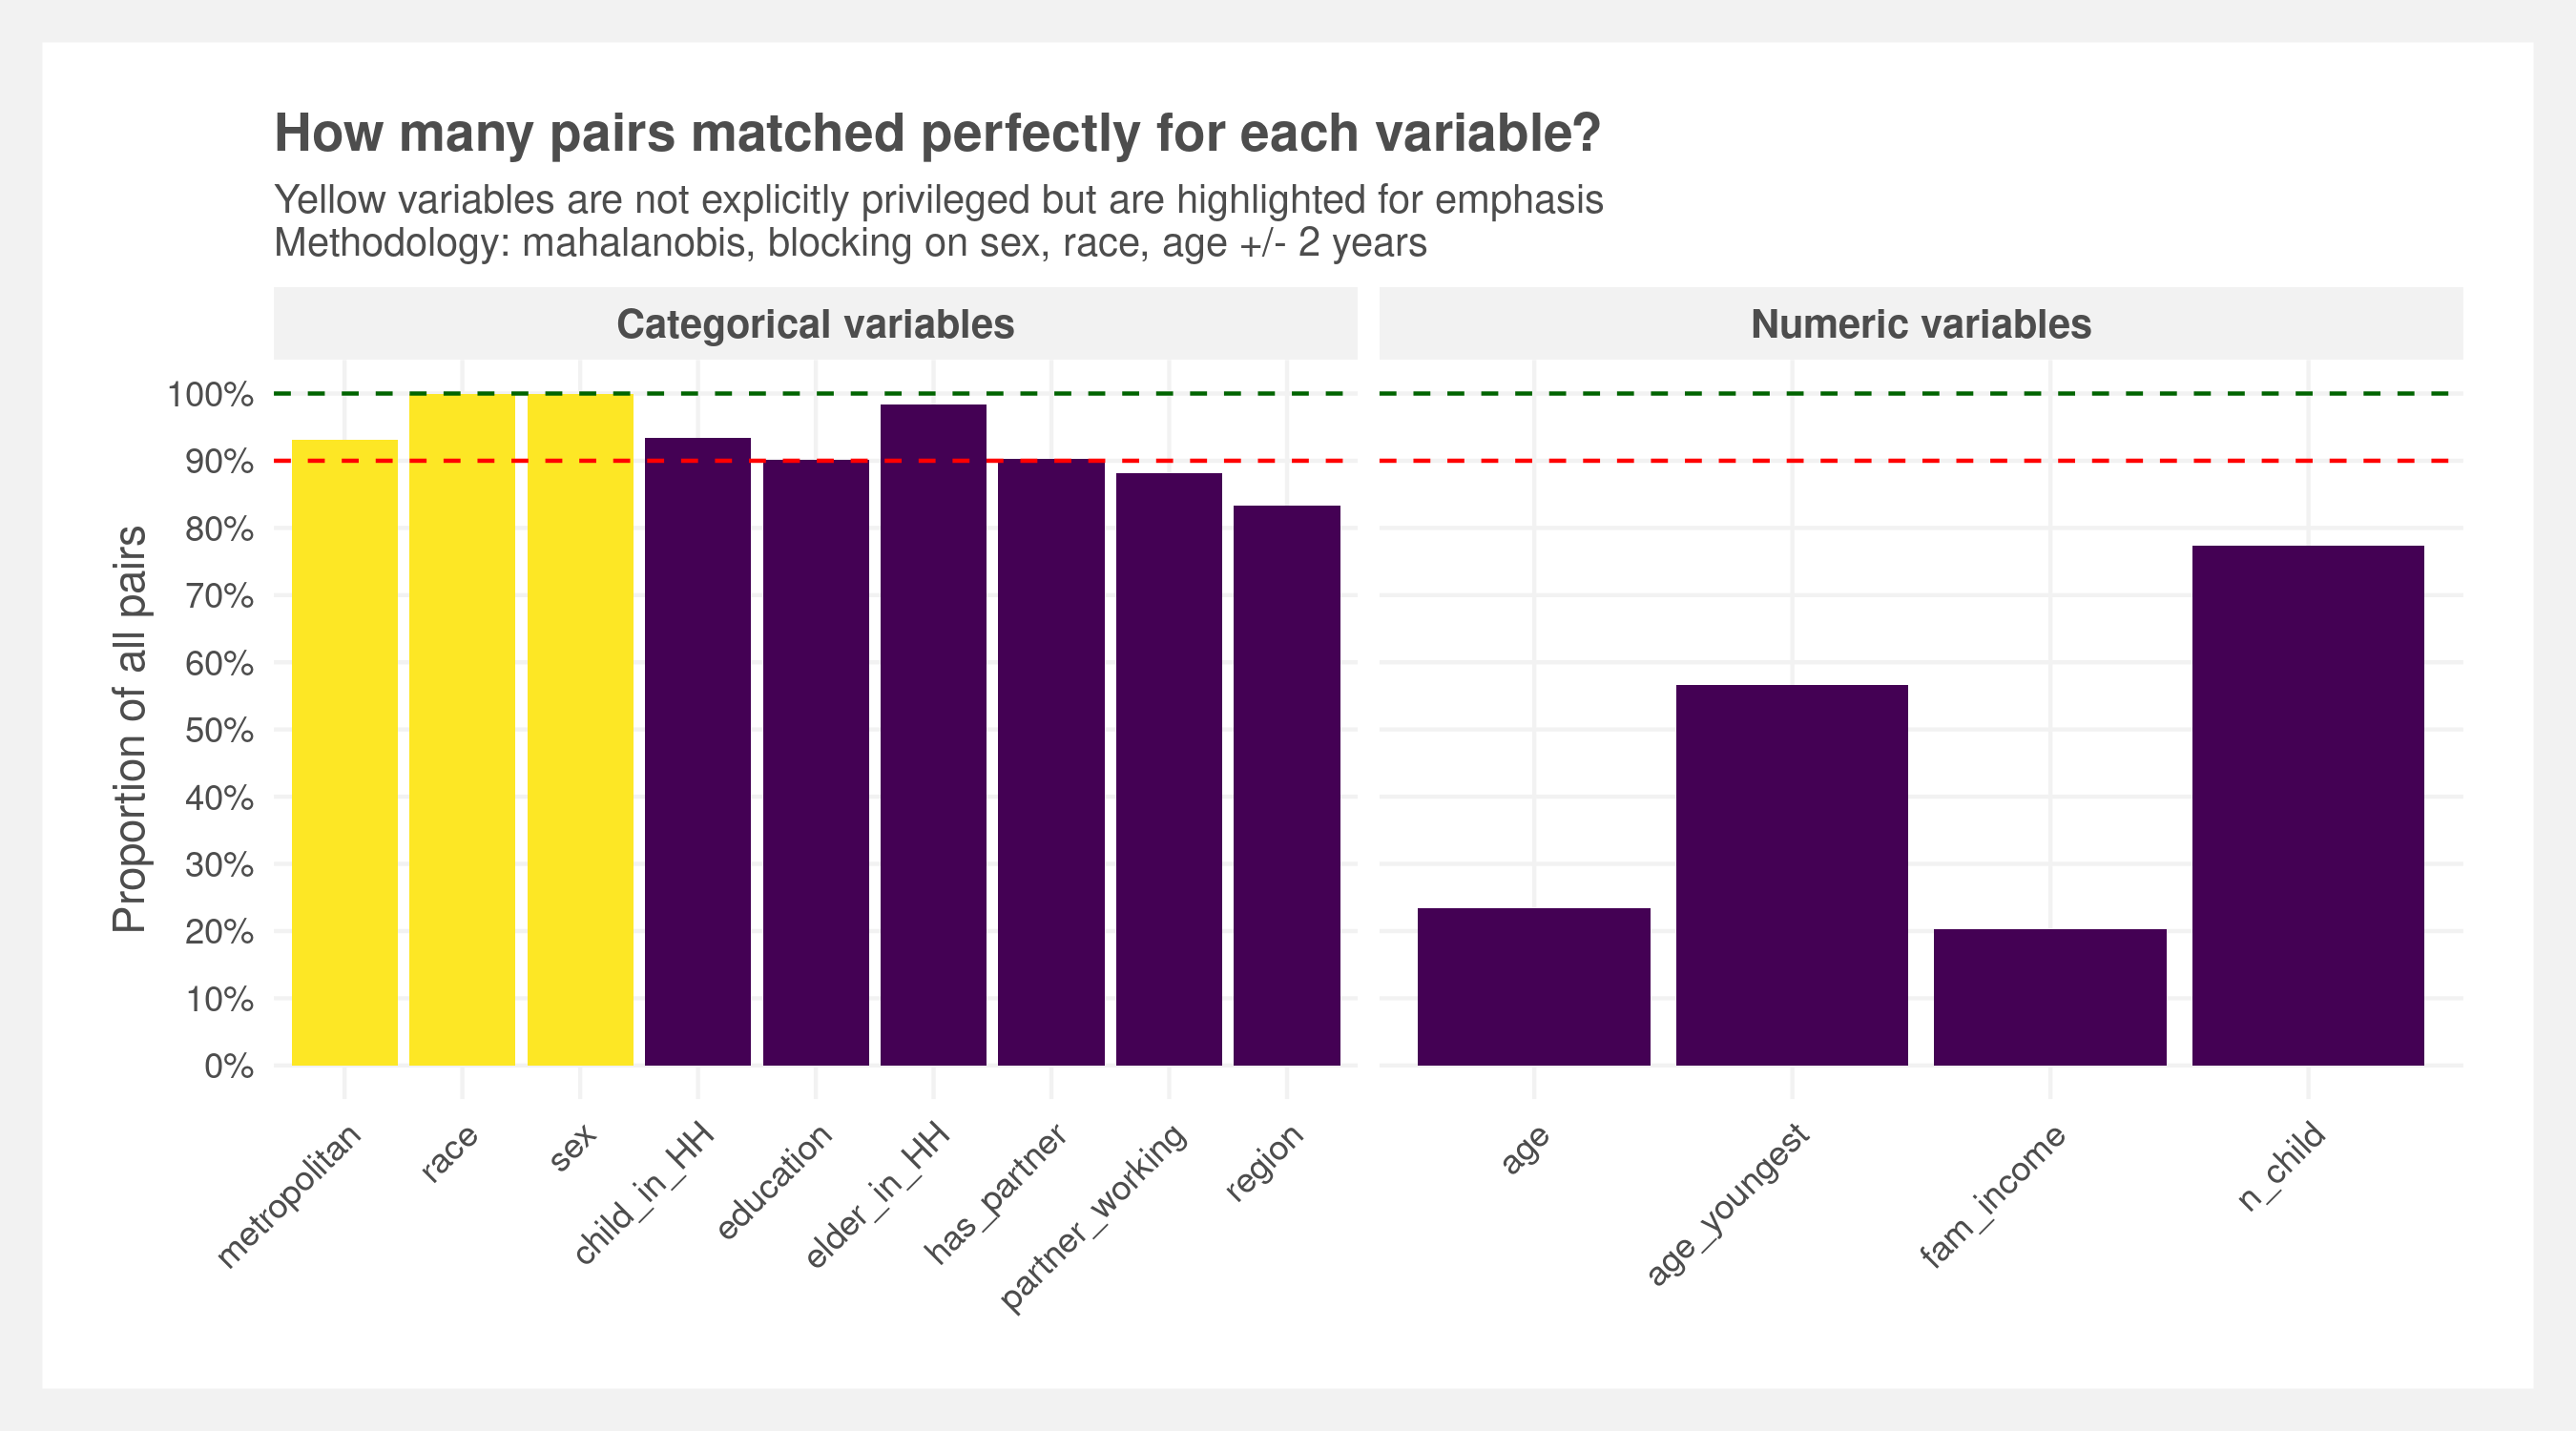 How many pairs matched perfectly for each variable?
Yellow variables are not explicitly privileged but are highlighted for emphasis
Methodology: mahalanobis, blocking on sex, race, age +/- 2 years
Categorical variables
Numeric variables
Proportion of all pairs
100%
90%
80%
70%
60%
50%
40%
30%
20%
10%
0%
metropolitan
race
sex
child_in_HH
education
elder_in_HH
has_partner
partner_working
region
age
age_youngest
fam_income
n_child